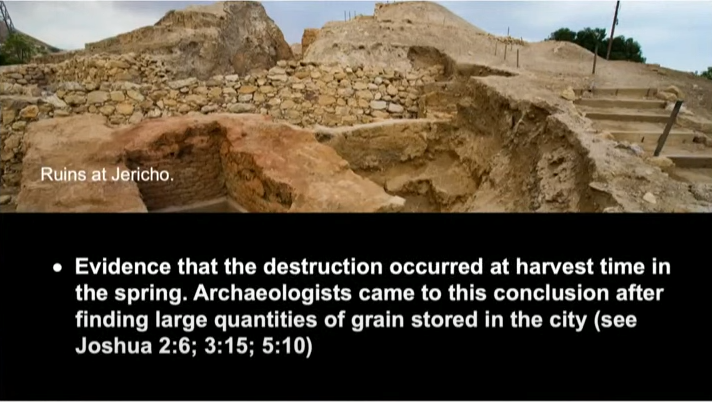 Ruins at Jericho.
• Evidence that the destruction occurred at harvest time in
the spring. Archaeologists came to this conclusion after
finding large quantities of grain stored in the city (see
Joshua 2:6; 3:15; 5:10)